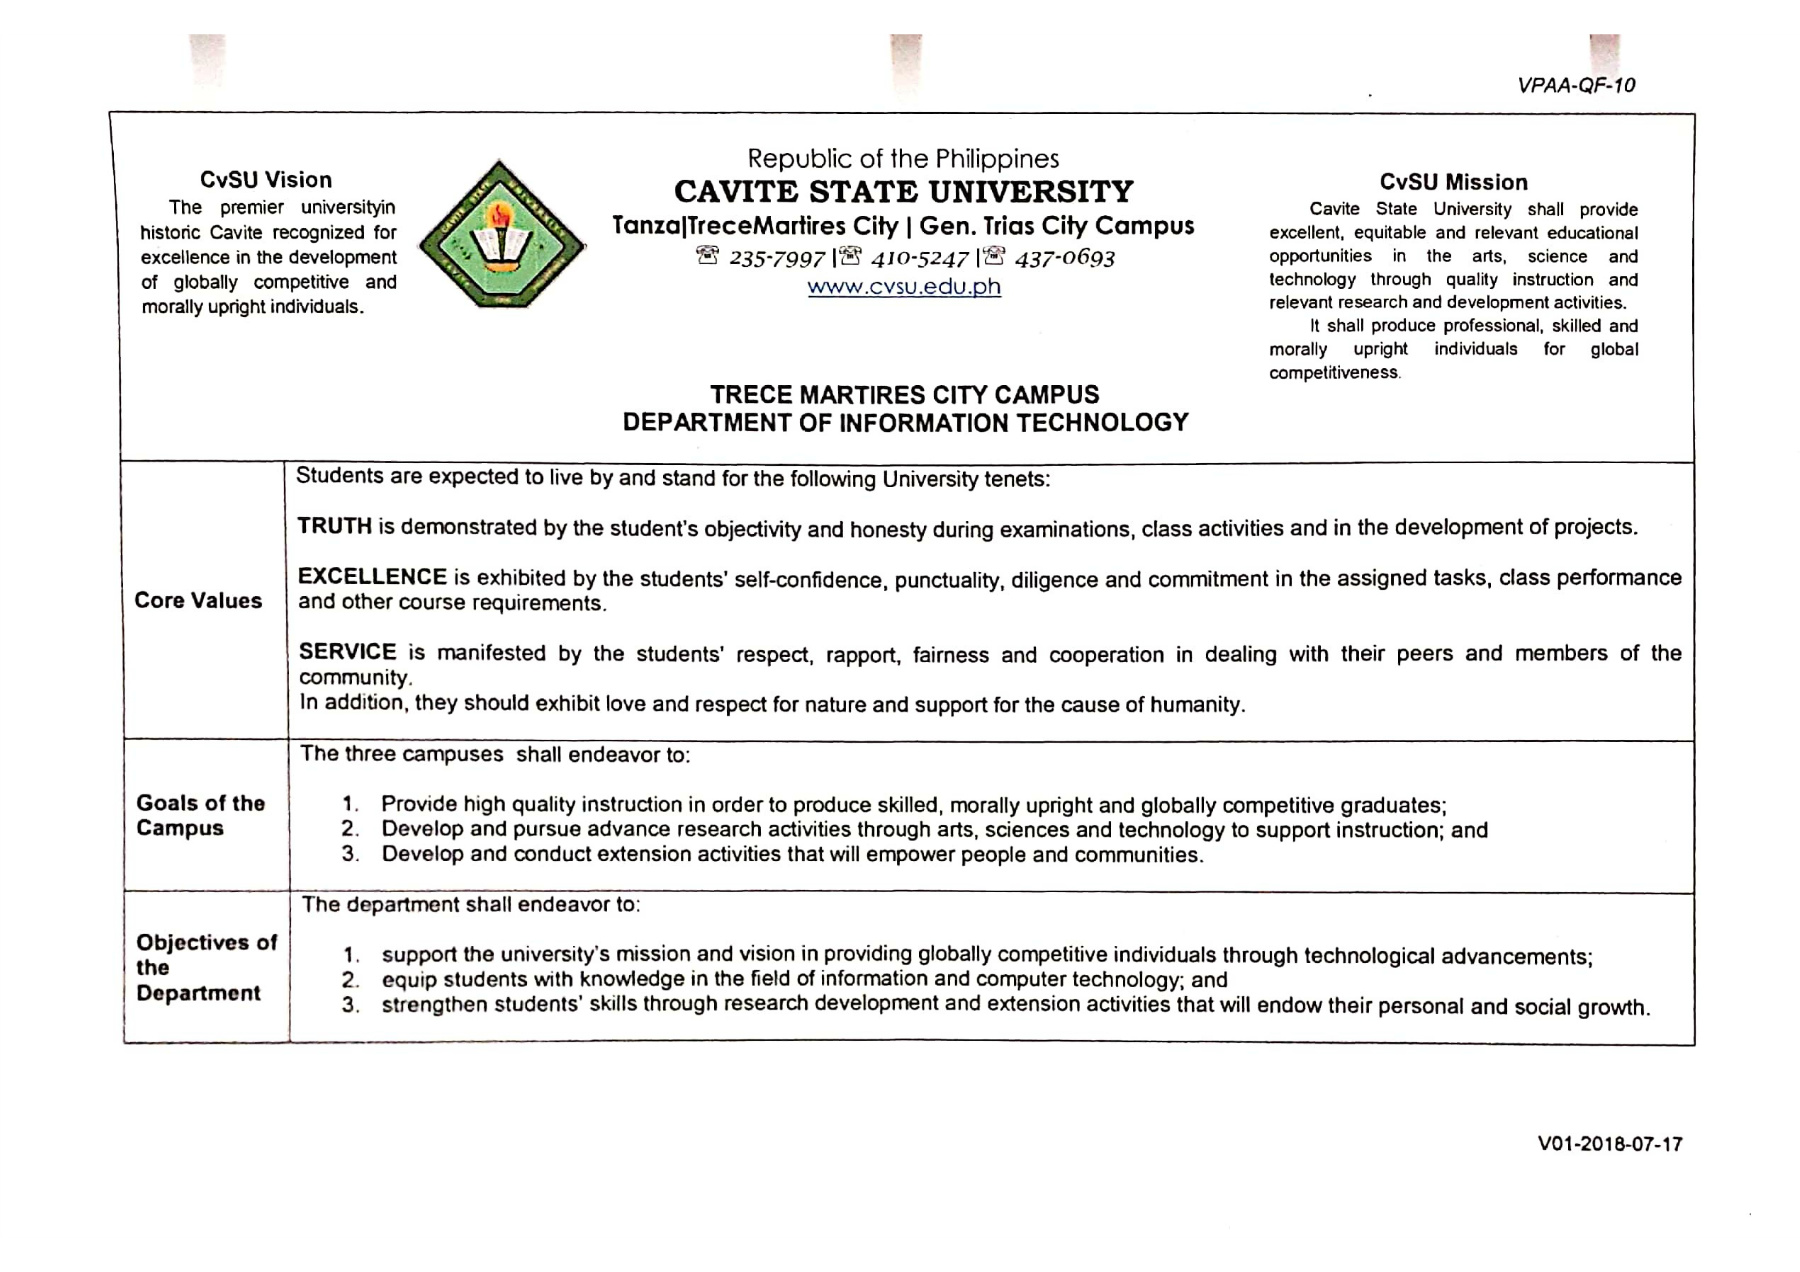 VPAA-QF-10
CvSU Vision
The premier universityin
historic Cavite recognized for
excellence in the development
of globally competitive and
morally upright individuals.
Republic of the Philippines
CAVITE STATE UNIVERSITY
Tanza|TreceMartires City | Gen. Trias City Campus
☏ 235-7997 |☏ 410-5247 |☏ 437-0693
www.cvsu.edu.ph
CvSU Mission
Cavite State University shall provide
excellent, equitable and relevant educational
opportunities in the arts, science and
technology through quality instruction and
relevant research and development activities.
It shall produce professional, skilled and
morally upright individuals for global
competitiveness.
TRECE MARTIRES CITY CAMPUS
DEPARTMENT OF INFORMATION TECHNOLOGY
Core Values
Students are expected to live by and stand for the following University tenets:
TRUTH is demonstrated by the student's objectivity and honesty during examinations, class activities and in the development of projects.
EXCELLENCE is exhibited by the students' self-confidence, punctuality, diligence and commitment in the assigned tasks, class performance
and other course requirements.
SERVICE is manifested by the students' respect, rapport, fairness and cooperation in dealing with their peers and members of the
community.
In addition, they should exhibit love and respect for nature and support for the cause of humanity.
Goals of the
Campus
The three campuses shall endeavor to:
1. Provide high quality instruction in order to produce skilled, morally upright and globally competitive graduates;
2. Develop and pursue advance research activities through arts, sciences and technology to support instruction; and
3. Develop and conduct extension activities that will empower people and communities.
Objectives of
the
Department
The department shall endeavor to:
1. support the university's mission and vision in providing globally competitive individuals through technological advancements;
2. equip students with knowledge in the field of information and computer technology; and
3. strengthen students' skills through research development and extension activities that will endow their personal and social growth.
V01-2018-07-17